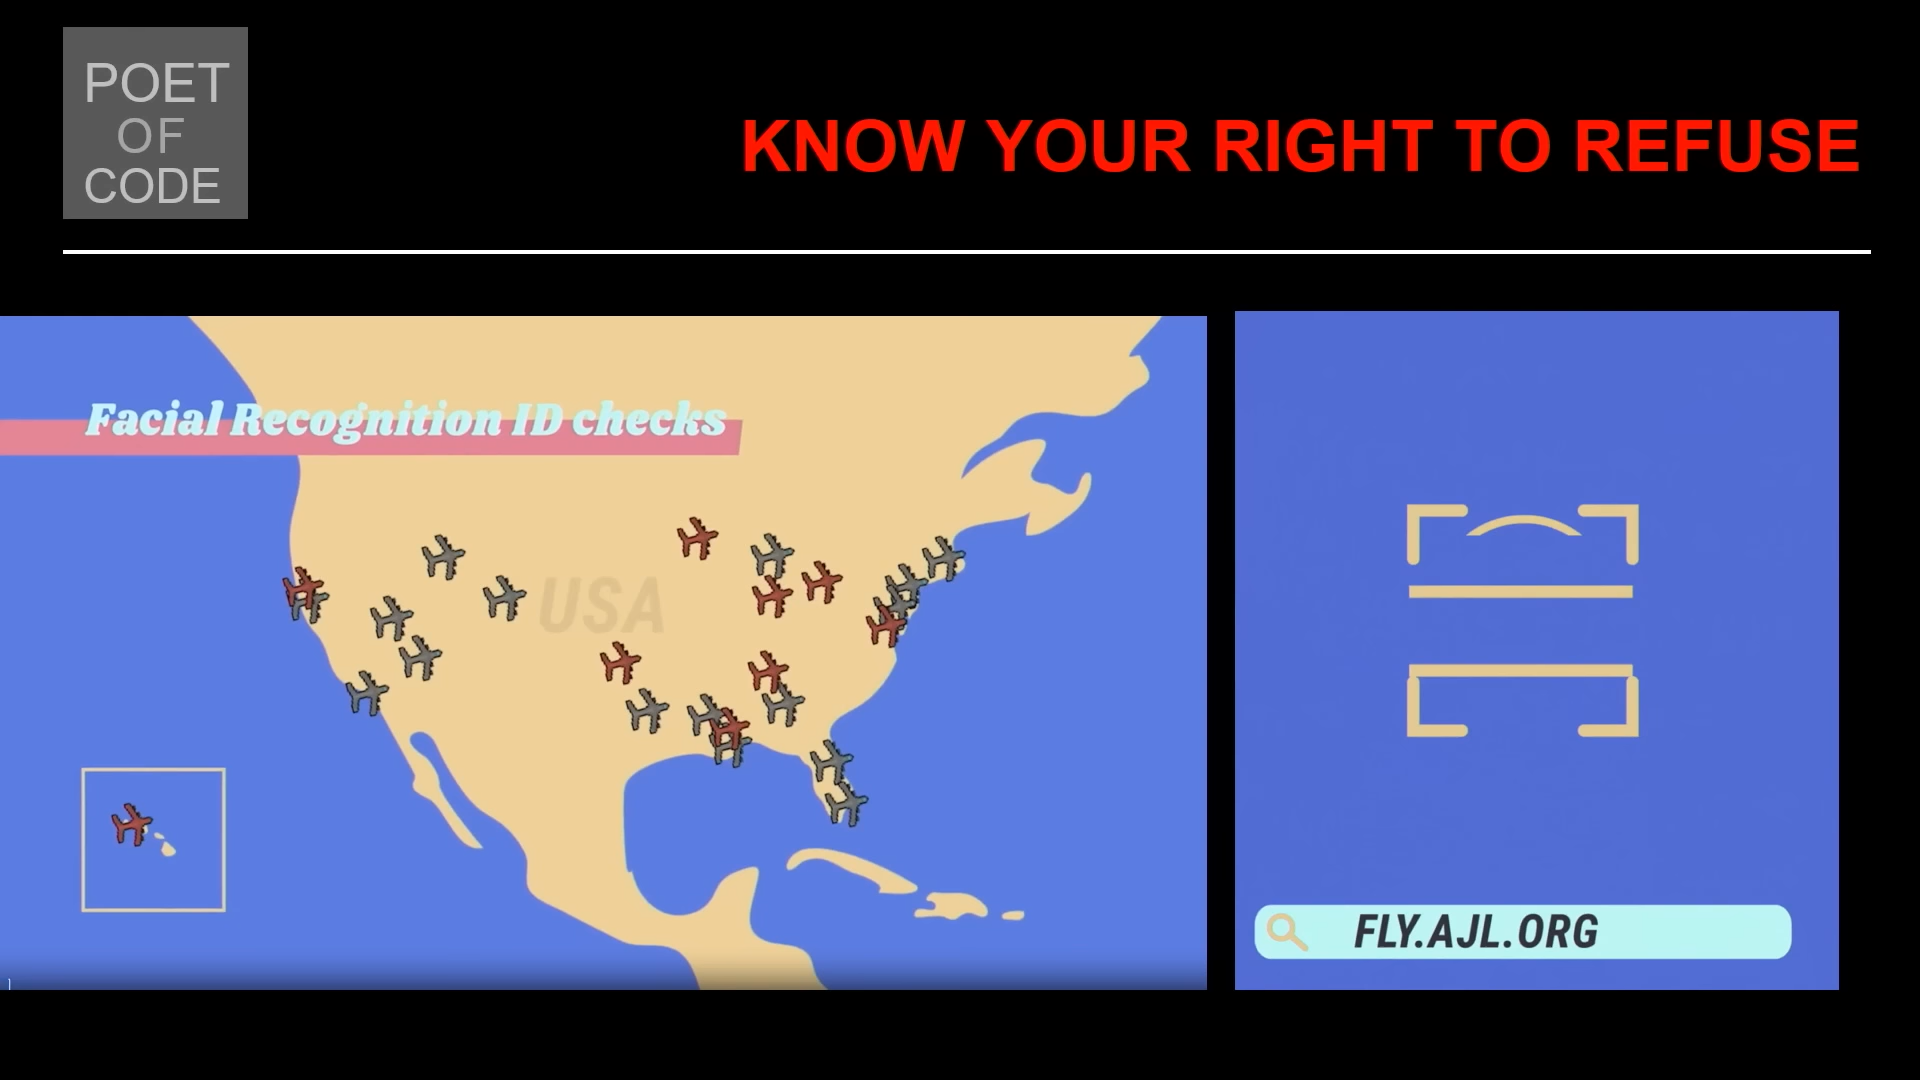 POET
OF
CODE
KNOW YOUR RIGHT TO REFUSE
Facial Recognition ID checks
USA
FLY.AJL.ORG